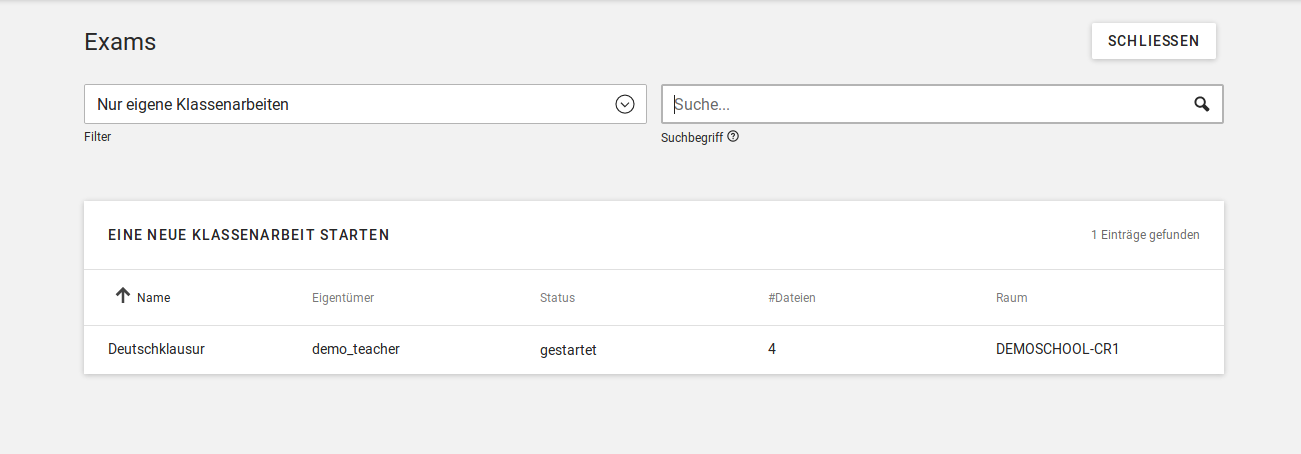 Exams
SCHLIESSEN
Nur eigene Klassenarbeiten
Suche...
Filter
Suchbegriff
EINE NEUE KLASSENARBEIT STARTEN
1 Einträge gefunden
Name Eigentümer Status #Dateien Raum
Deutschklausur demo_teacher gestartet 4 DEMOSCHOOL-CR1